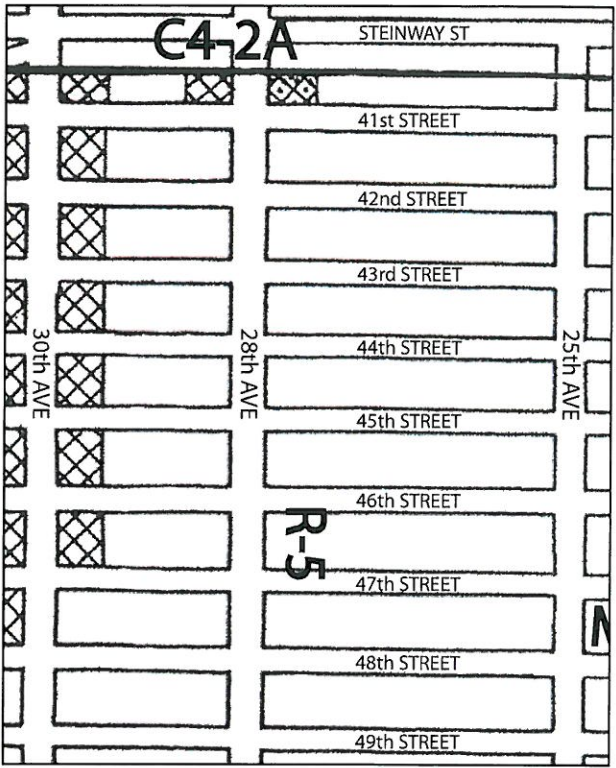 STEINWAY ST
C4-2A
41st STREET
42nd STREET
43rd STREET
30th AVE
28th AVE
25th AVE
44th STREET
45th STREET
46th STREET
R-5
47th STREET
48th STREET
49th STREET